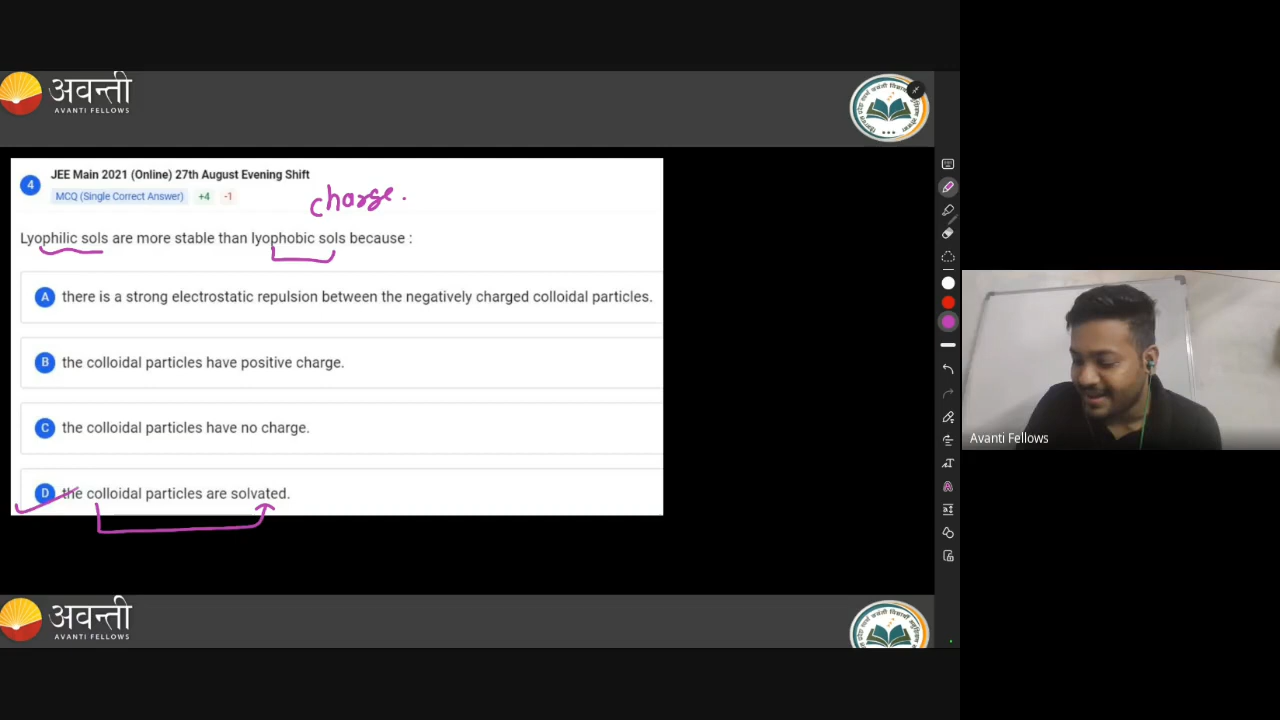 अवन्ती
AVANTI FELLOWS
4
JEE Main 2021 (Online) 27th August Evening Shift
MCQ (Single Correct Answer) +4 -1
charge.
Lyophilic sols are more stable than lyophobic sols because :
A there is a strong electrostatic repulsion between the negatively charged colloidal particles.
B the colloidal particles have positive charge.
C the colloidal particles have no charge.
D the colloidal particles are solvated.
Avanti Fellows
अवन्ती
AVANTI FELLOWS